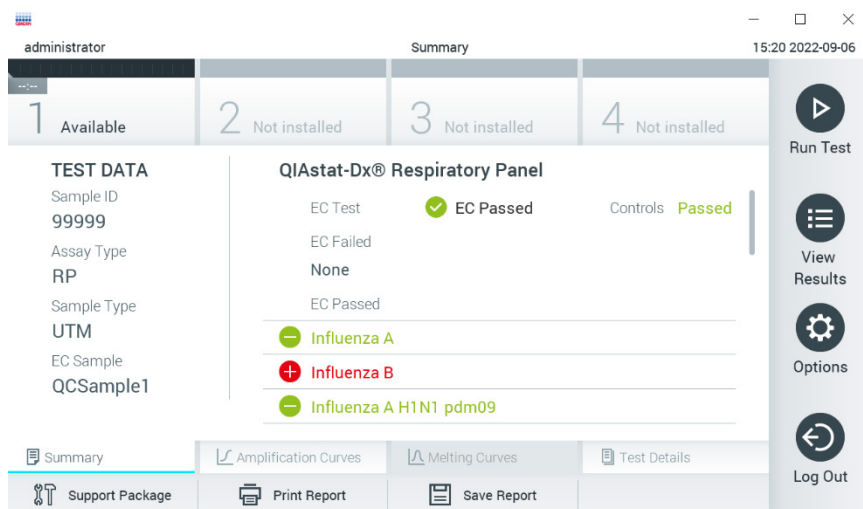 administrator Summary 15:20 2022-09-06
--:--
1 Available 2 Not installed 3 Not installed 4 Not installed
Run Test
TEST DATA
Sample ID
99999
Assay Type
RP
Sample Type
UTM
EC Sample
QCSample1
QIAstat-Dx® Respiratory Panel
EC Test EC Passed Controls Passed
EC Failed
None
EC Passed
Influenza A
Influenza B
Influenza A H1N1 pdm09
View
Results
Options
Log Out
Summary Amplification Curves Melting Curves Test Details
Support Package Print Report Save Report